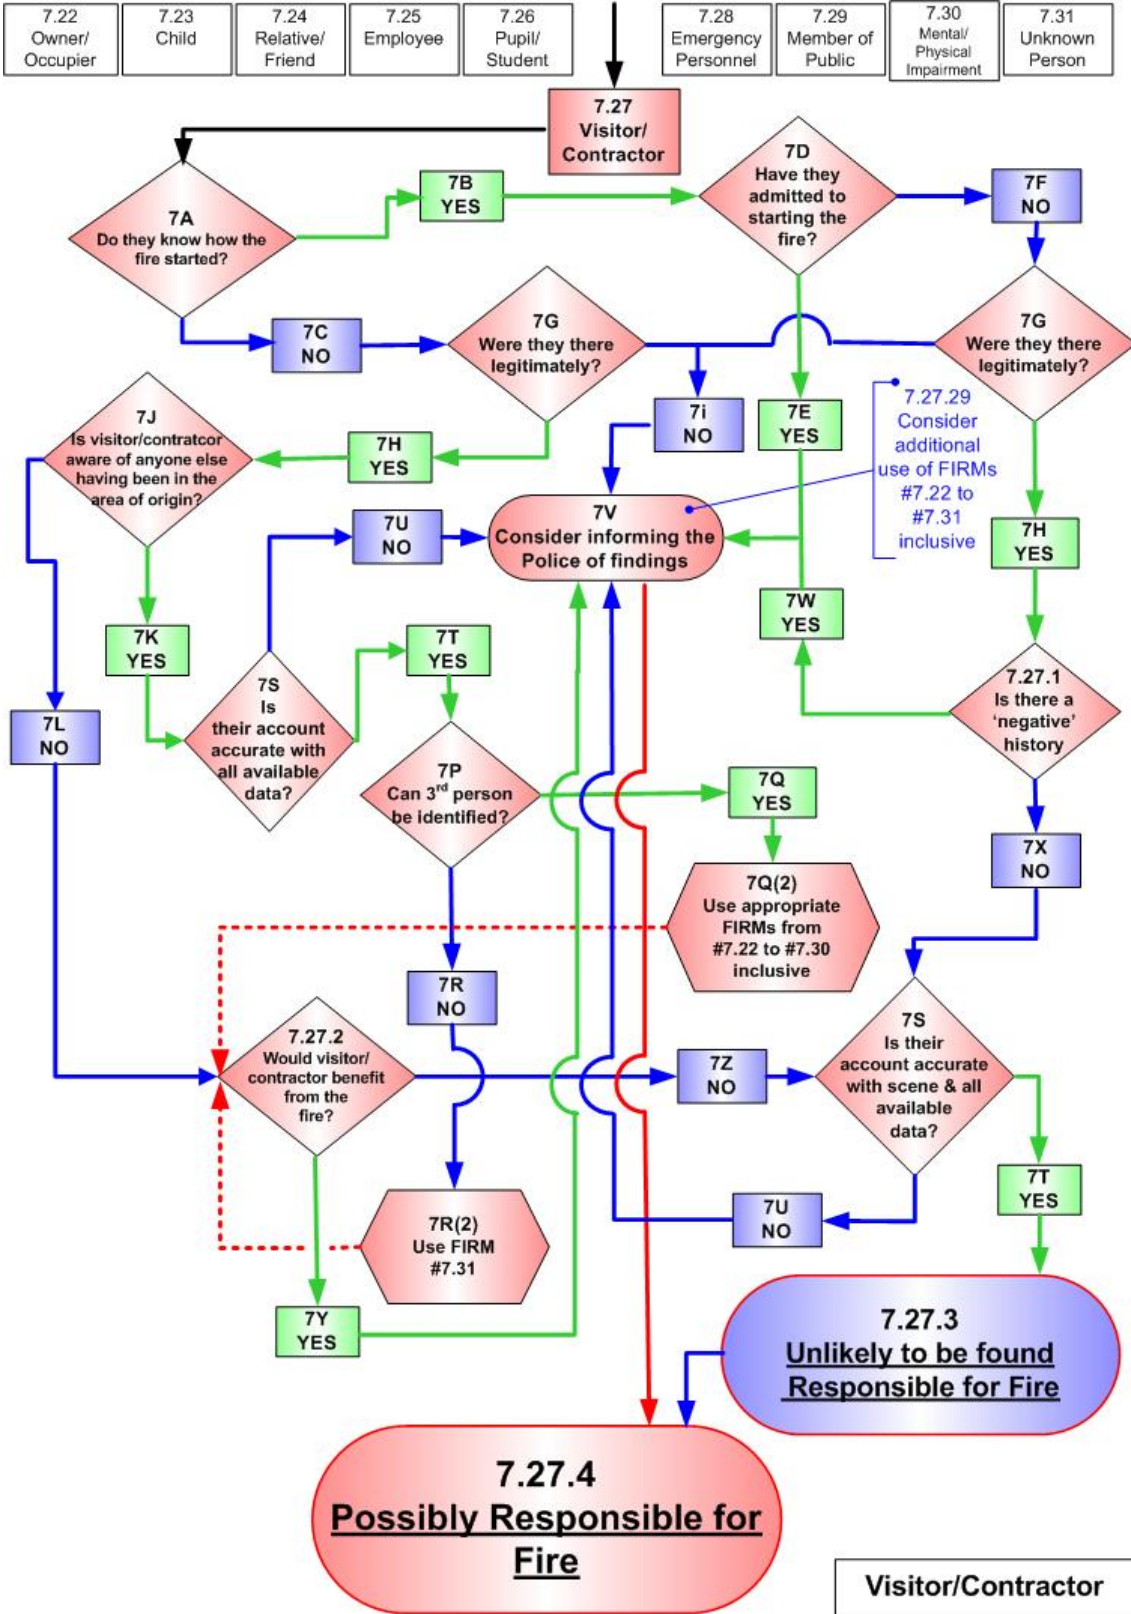 7.22
Owner/
Occupier
7.23
Child
7.24
Relative/
Friend
7.25
Employee
7.26
Pupil/
Student
7.28
Emergency
Personnel
7.29
Member of
Public
7.30
Mental/
Physical
Impairment
7.31
Unknown
Person
7.27
Visitor/
Contractor
7A
Do they know how the
fire started?
7B
YES
7D
Have they
admitted to
starting the
fire?
7F
NO
7C
NO
7G
Were they there
legitimately?
7G
Were they there
legitimately?
7i
NO
7E
YES
7.27.29
Consider
additional
use of FIRMs
#7.22 to
#7.31
inclusive
7J
Is visitor/contratcor
aware of anyone else
having been in the
area of origin?
7H
YES
7U
NO
7V
Consider informing the
Police of findings
7H
YES
7K
YES
7T
YES
7W
YES
7S
Is
their account
accurate with
all available
data?
7.27.1
Is there a
'negative'
history
7L
NO
7P
Can 3rd person
be identified?
7Q
YES
7X
NO
7Q(2)
Use appropriate
FIRMs from
#7.22 to #7.30
inclusive
7R
NO
7.27.2
Would visitor/
contractor benefit
from the
fire?
7Z
NO
7S
Is their
account accurate
with scene & all
available
data?
7T
YES
7U
NO
7R(2)
Use FIRM
#7.31
7Y
YES
7.27.3
Unlikely to be found
Responsible for Fire
7.27.4
Possibly Responsible for
Fire
Visitor/Contractor